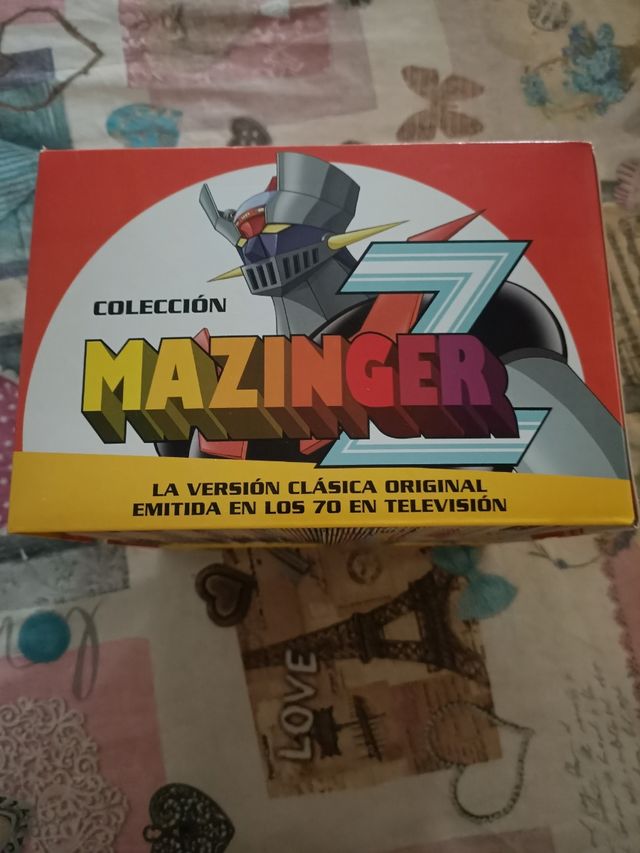 COLECCIÓN
MAZINGER
Z
LA VERSIÓN CLÁSICA ORIGINAL
EMITIDA EN LOS 70 EN TELEVISIÓN
LOVE